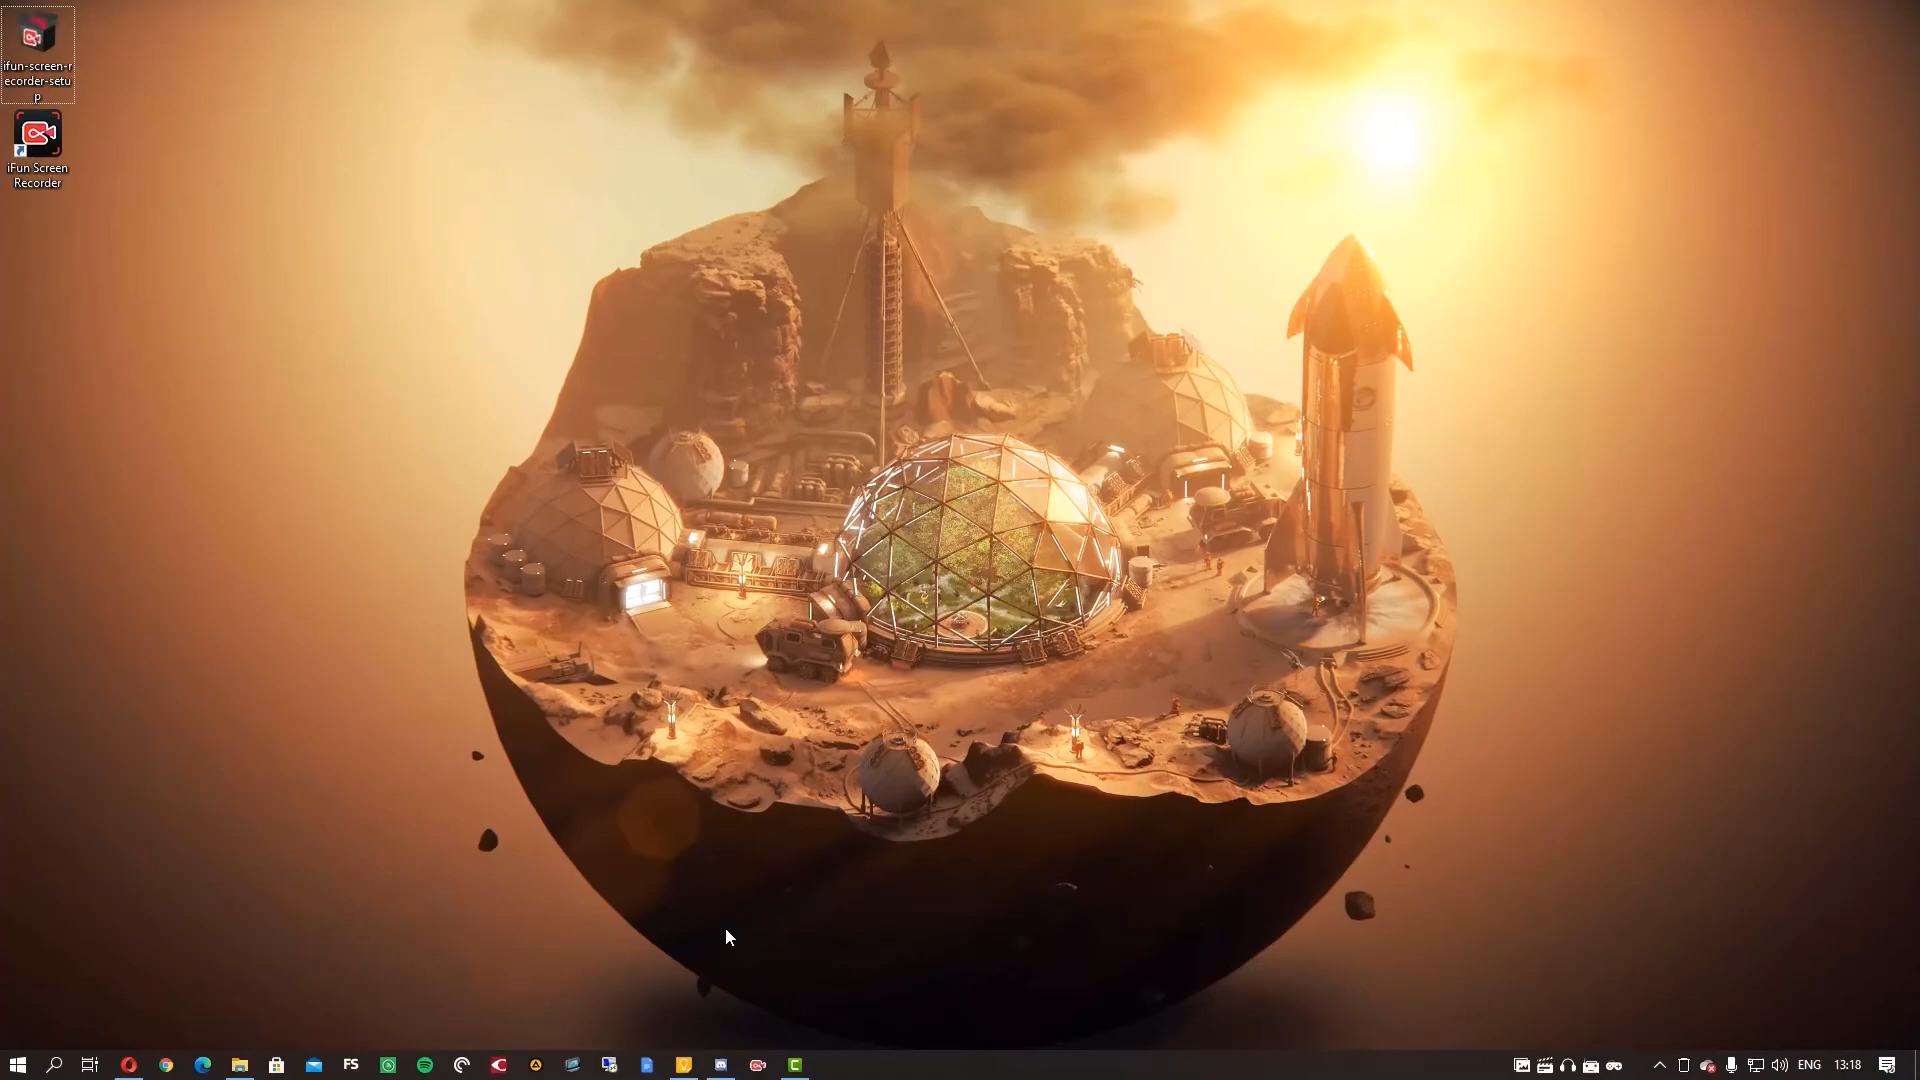 ifun-screen-r
ecorder-setu
p
iFun Screen
Recorder
FS
ENG
13:18